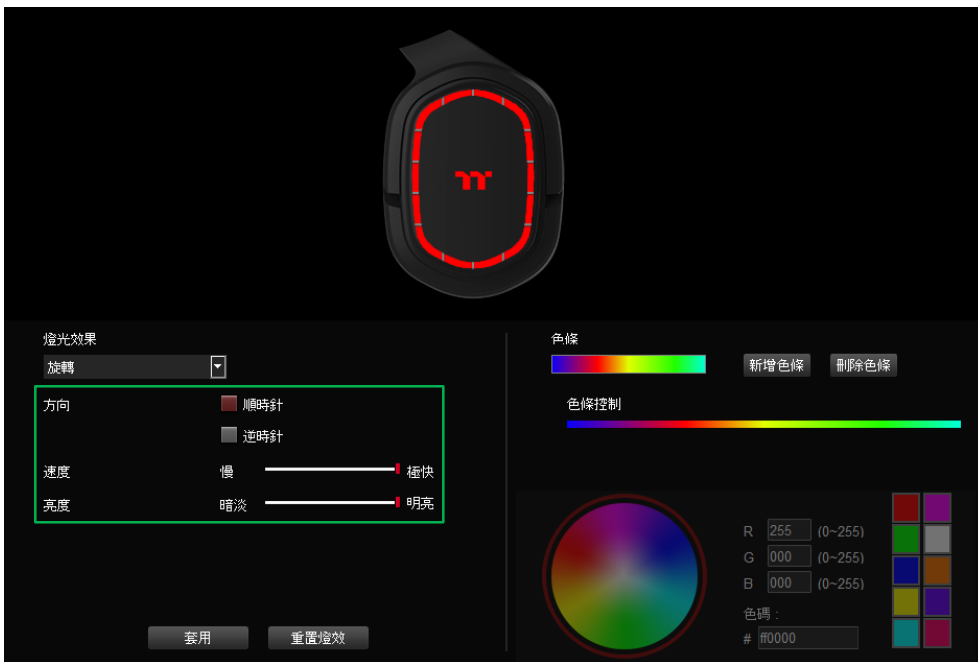 燈光效果
旋轉
方向 順時針
逆時針
速度 慢 極快
亮度 暗淡 明亮
套用 重置燈效
色條
新增色條 刪除色條
色條控制
R 255 (0~255)
G 000 (0~255)
B 000 (0~255)
色碼 :
# ff0000